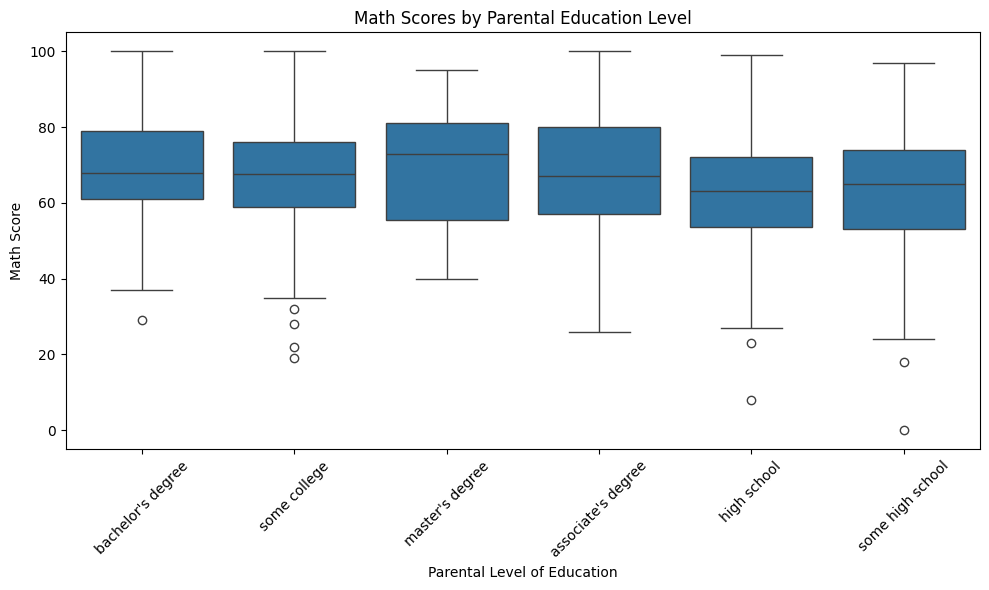 Math Scores by Parental Education Level
Math Score
100
80
60
40
20
0
bachelor's degree
some college
master's degree
associate's degree
high school
some high school
Parental Level of Education